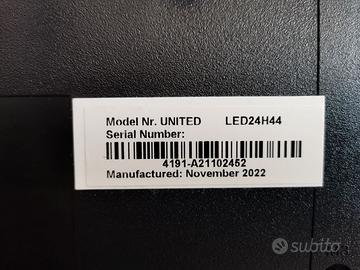 Model Nr. UNITED LED24H44
Serial Number:
4191-A21102452
Manufactured: November 2022
subito